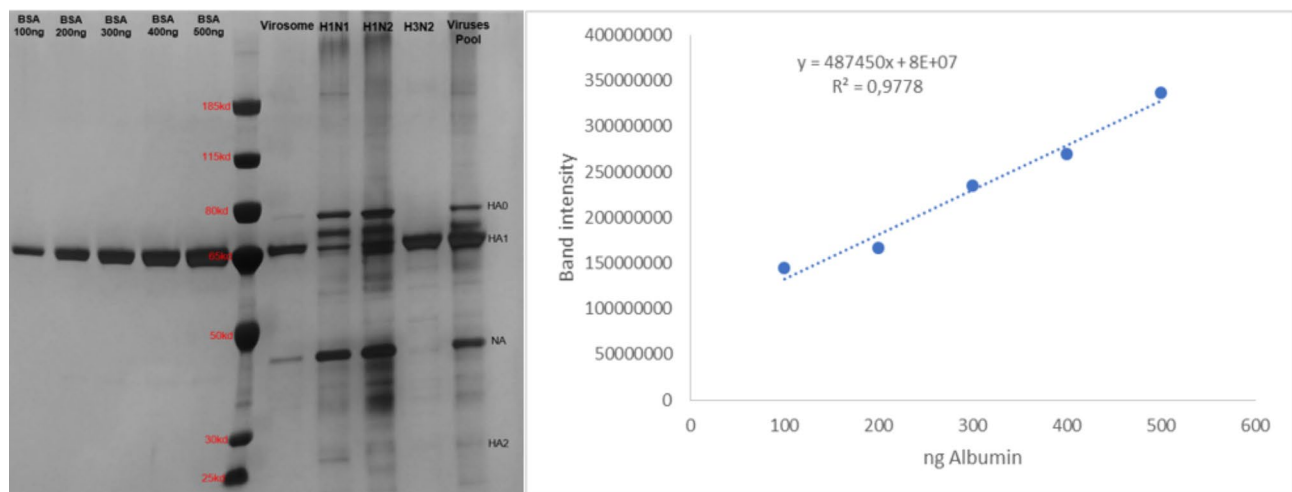 BSA
100ng
BSA
200ng
BSA
300ng
BSA
400ng
BSA
500ng
Virosome
H1N1
H1N2
H3N2
Viruses
Pool
185kd
115kd
80kd
65kd
50kd
30kd
25kd
HA0
HA1
NA
HA2
y = 487450x + 8E+07
R² = 0,9778
Band intensity
400000000
350000000
300000000
250000000
200000000
150000000
100000000
50000000
0
0 100 200 300 400 500 600
ng Albumin